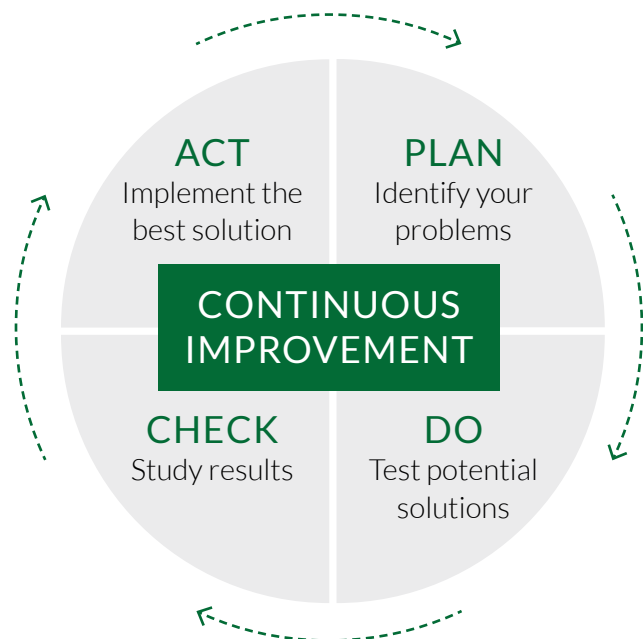 ACT
Implement the
best solution
PLAN
Identify your
problems
CONTINUOUS
IMPROVEMENT
CHECK
Study results
DO
Test potential
solutions